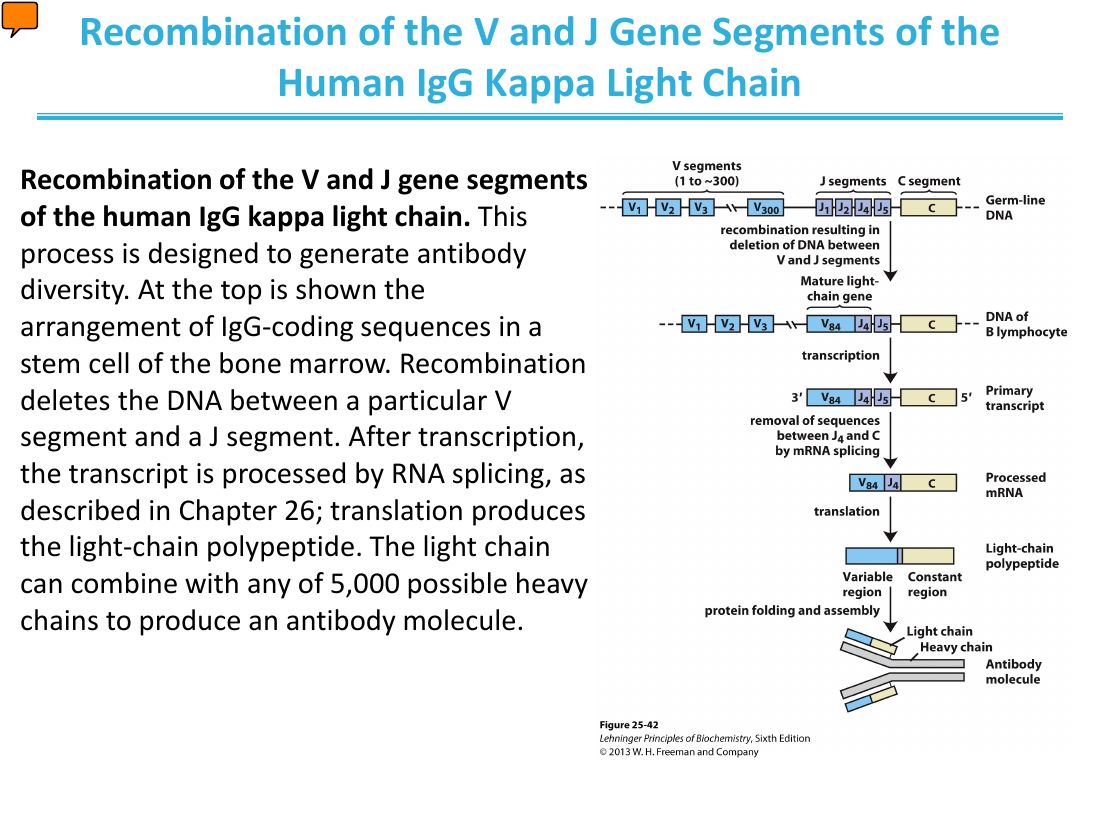 Recombination of the V and J Gene Segments of the
Human IgG Kappa Light Chain
Recombination of the V and J gene segments
of the human IgG kappa light chain. This
process is designed to generate antibody
diversity. At the top is shown the
arrangement of IgG-coding sequences in a
stem cell of the bone marrow. Recombination
deletes the DNA between a particular V
segment and a J segment. After transcription,
the transcript is processed by RNA splicing, as
described in Chapter 26; translation produces
the light-chain polypeptide. The light chain
can combine with any of 5,000 possible heavy
chains to produce an antibody molecule.
V segments
(1 to ~300)
J segments C segment
V1 V2 V3 V300 J1 J2 J4 J5 C
Germ-line
DNA
recombination resulting in
deletion of DNA between
V and J segments
Mature light-
chain gene
V1 V2 V3 V84 J4 J5 C
DNA of
B lymphocyte
transcription
3′ V84 J4 J5 C 5′
Primary
transcript
removal of sequences
between J4 and C
by mRNA splicing
V84 J4 C
Processed
mRNA
translation
Light-chain
polypeptide
Variable Constant
region region
protein folding and assembly
Light chain
Heavy chain
Antibody
molecule
Figure 25-42
Lehninger Principles of Biochemistry, Sixth Edition
© 2013 W. H. Freeman and Company